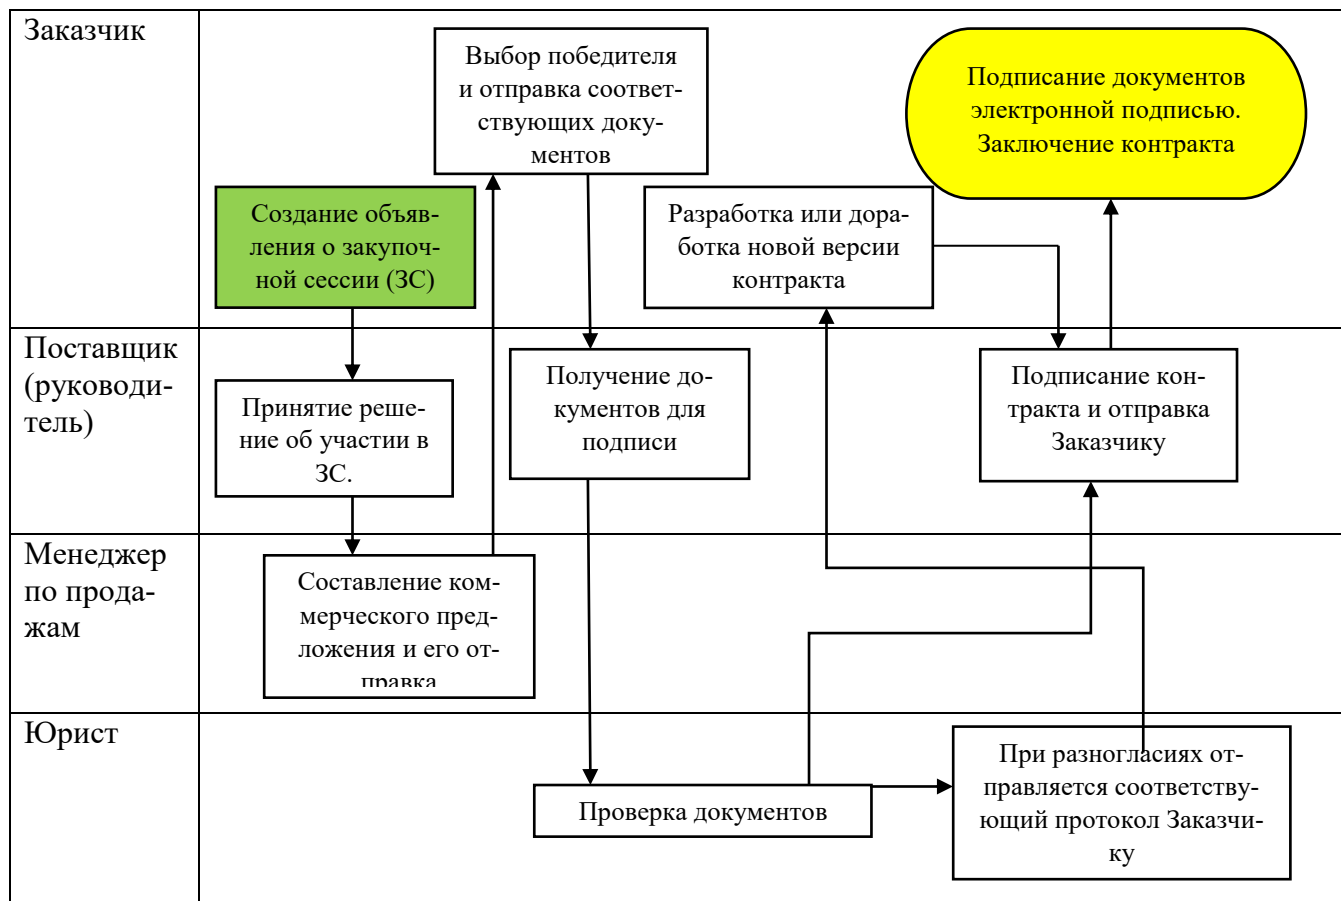 Заказчик
Выбор победителя
и отправка соответ-
ствующих доку-
ментов
Подписание документов
электронной подписью.
Заключение контракта
Создание объяв-
ления о закупоч-
ной сессии (ЗС)
Разработка или дора-
ботка новой версии
контракта
Поставщик
(руководи-
тель)
Принятие реше-
ние об участии в
ЗС.
Получение до-
кументов для
подписи
Подписание кон-
тракта и отправка
Заказчику
Менеджер
по прода-
жам
Составление ком-
мерческого пред-
ложения и его от-
правка
Юрист
Проверка документов
При разногласиях от-
правляется соответству-
ющий протокол Заказчи-
ку